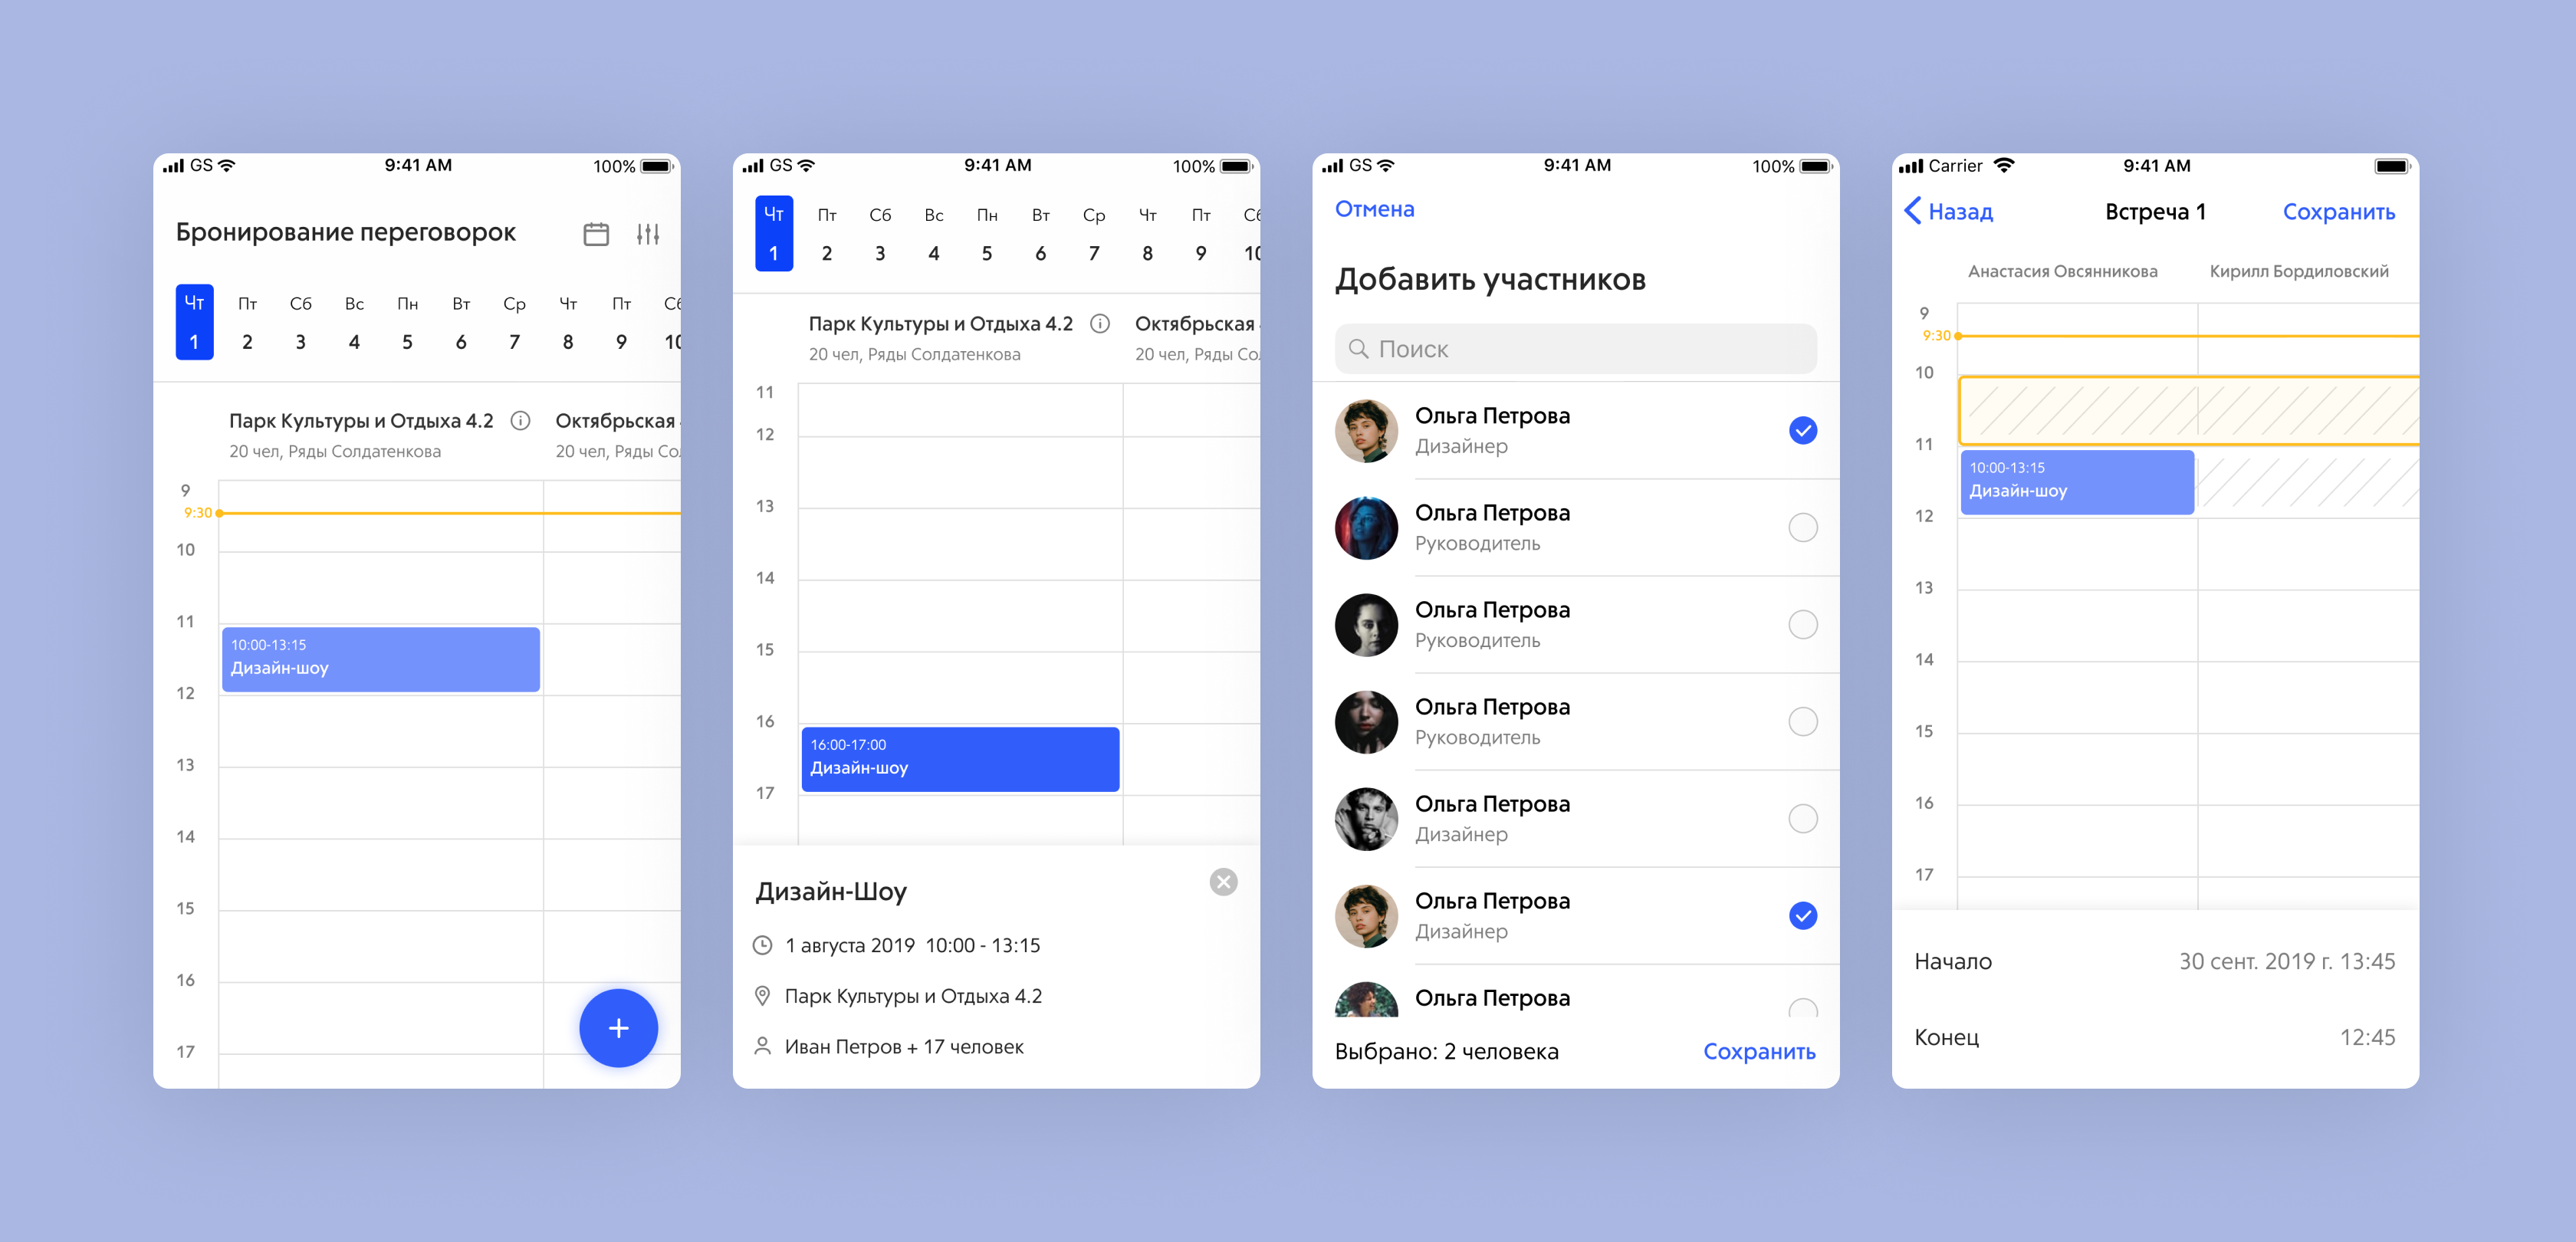 GS 9:41 AM 100%
Бронирование переговорок
Чт Пт Сб Вс Пн Вт Ср Чт Пт Сб
1 2 3 4 5 6 7 8 9 10
Парк Культуры и Отдыха 4.2 Октябрьская
20 чел, Ряды Солдатенкова 20 чел, Ряды
9
9:30
10
11
10:00-13:15
Дизайн-шоу
12
13
14
15
16
+
17
GS 9:41 AM 100%
Чт Пт Сб Вс Пн Вт Ср Чт Пт Сб
1 2 3 4 5 6 7 8 9 10
Парк Культуры и Отдыха 4.2 Октябрьская
20 чел, Ряды Солдатенкова 20 чел, Ряды
11
12
13
14
15
16
16:00-17:00
Дизайн-шоу
17
Дизайн-Шоу
1 августа 2019 10:00 - 13:15
Парк Культуры и Отдыха 4.2
Иван Петров + 17 человек
GS 9:41 AM 100%
Отмена
Добавить участников
Поиск
Ольга Петрова
Дизайнер
Ольга Петрова
Руководитель
Ольга Петрова
Руководитель
Ольга Петрова
Руководитель
Ольга Петрова
Дизайнер
Ольга Петрова
Дизайнер
Ольга Петрова
Выбрано: 2 человека Сохранить
Carrier 9:41 AM
Назад Встреча 1 Сохранить
Анастасия Овсянникова Кирилл Бордиловский
9
9:30
10
11
10:00-13:15
Дизайн-шоу
12
13
14
15
16
17
Начало 30 сент. 2019 г. 13:45
Конец 12:45